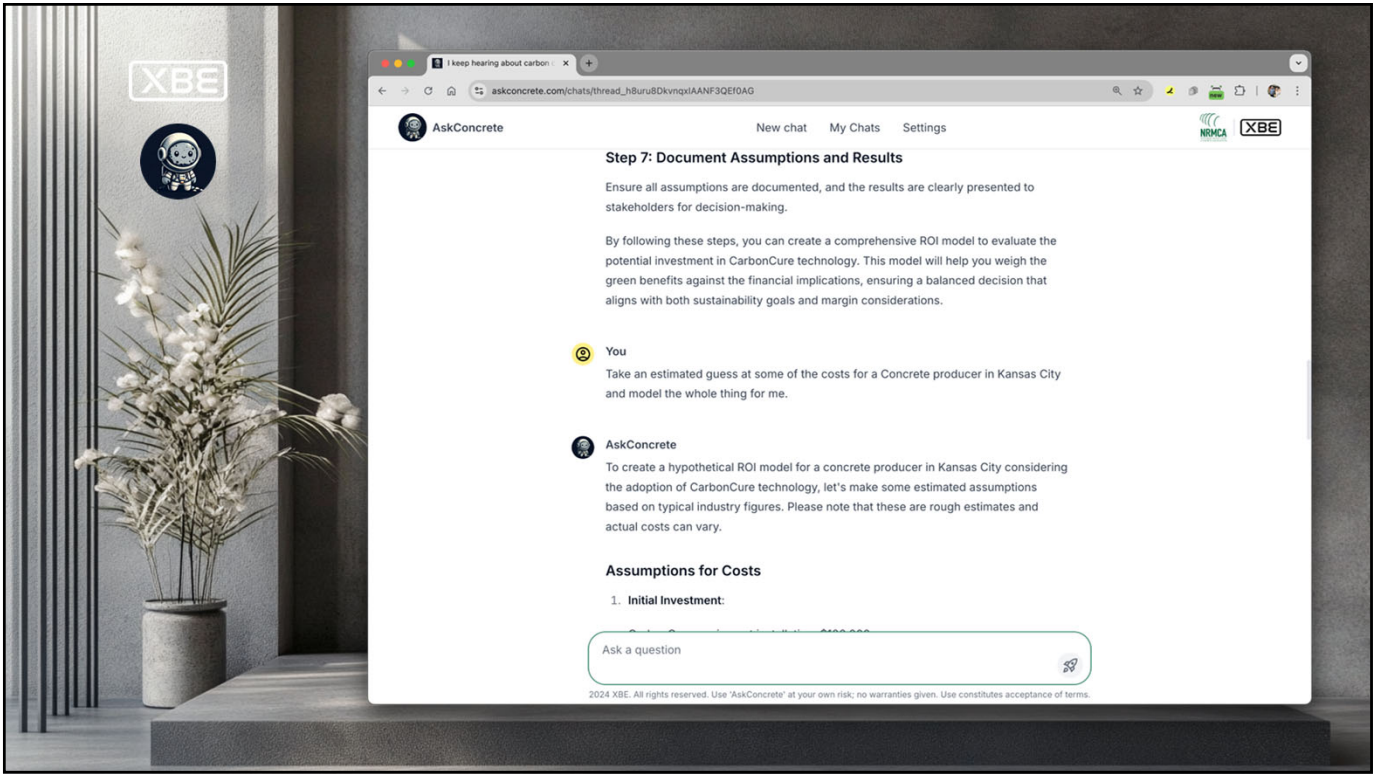 XBE
I keep hearing about carbon
askconcrete.com/chats/thread_h8uru8DkvnqxIAANF3QEf0AG
new
AskConcrete
New chat
My Chats
Settings
NRMCA
XBE
Step 7: Document Assumptions and Results
Ensure all assumptions are documented, and the results are clearly presented to
stakeholders for decision-making.
By following these steps, you can create a comprehensive ROI model to evaluate the
potential investment in CarbonCure technology. This model will help you weigh the
green benefits against the financial implications, ensuring a balanced decision that
aligns with both sustainability goals and margin considerations.
You
Take an estimated guess at some of the costs for a Concrete producer in Kansas City
and model the whole thing for me.
AskConcrete
To create a hypothetical ROI model for a concrete producer in Kansas City considering
the adoption of CarbonCure technology, let's make some estimated assumptions
based on typical industry figures. Please note that these are rough estimates and
actual costs can vary.
Assumptions for Costs
1. Initial Investment:
Ask a question
2024 XBE. All rights reserved. Use 'AskConcrete' at your own risk; no warranties given. Use constitutes acceptance of terms.